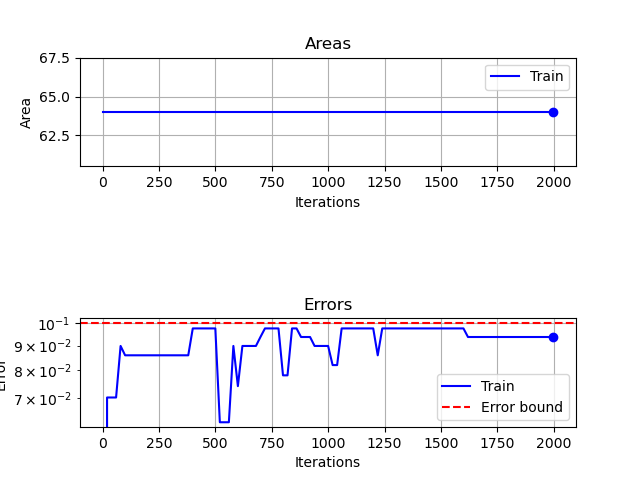 Areas
67.5
65.0
62.5
Area
Train
0 250 500 750 1000 1250 1500 1750 2000
Iterations
Errors
10⁻¹
9 × 10⁻²
8 × 10⁻²
7 × 10⁻²
Error
Train
Error bound
0 250 500 750 1000 1250 1500 1750 2000
Iterations